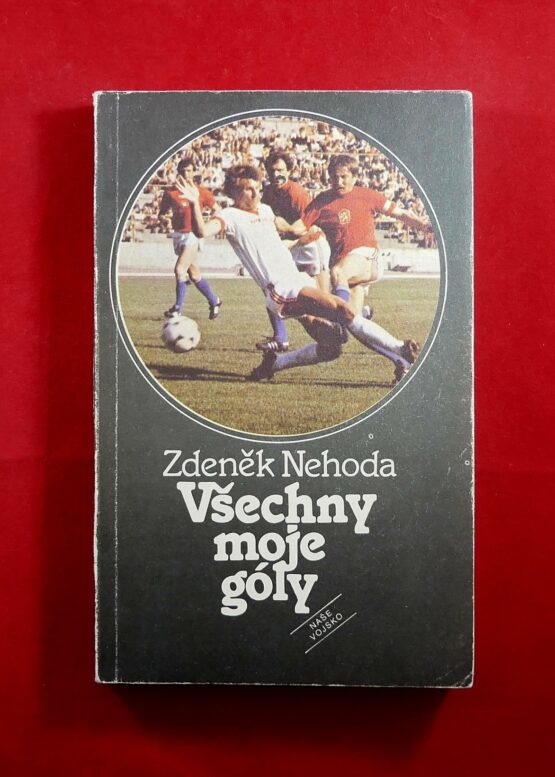 Zdeněk Nehoda
Všechny
moje
góly
NAŠE
VOJSKO